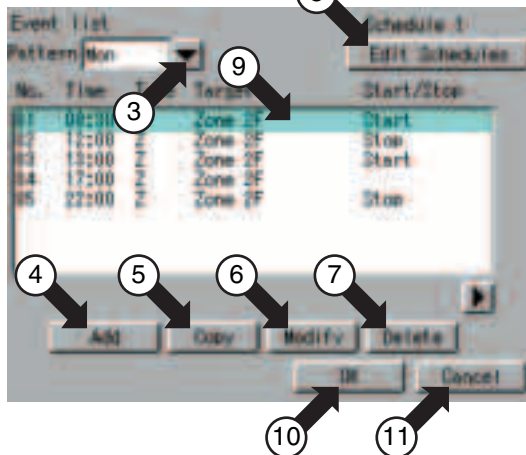 Event list
Schedule 1
Pattern Mon
Edit Schedules
9
3
No. Time Target Start/Stop
01 08:00 Z Zone 2F Start
02 12:00 Z Zone 2F Stop
03 13:00 Z Zone 2F Start
04 17:00 Z Zone 2F
05 22:00 Z Zone 2F Stop
4 5 6 7
Add Copy Modify Delete
OK Cancel
10 11